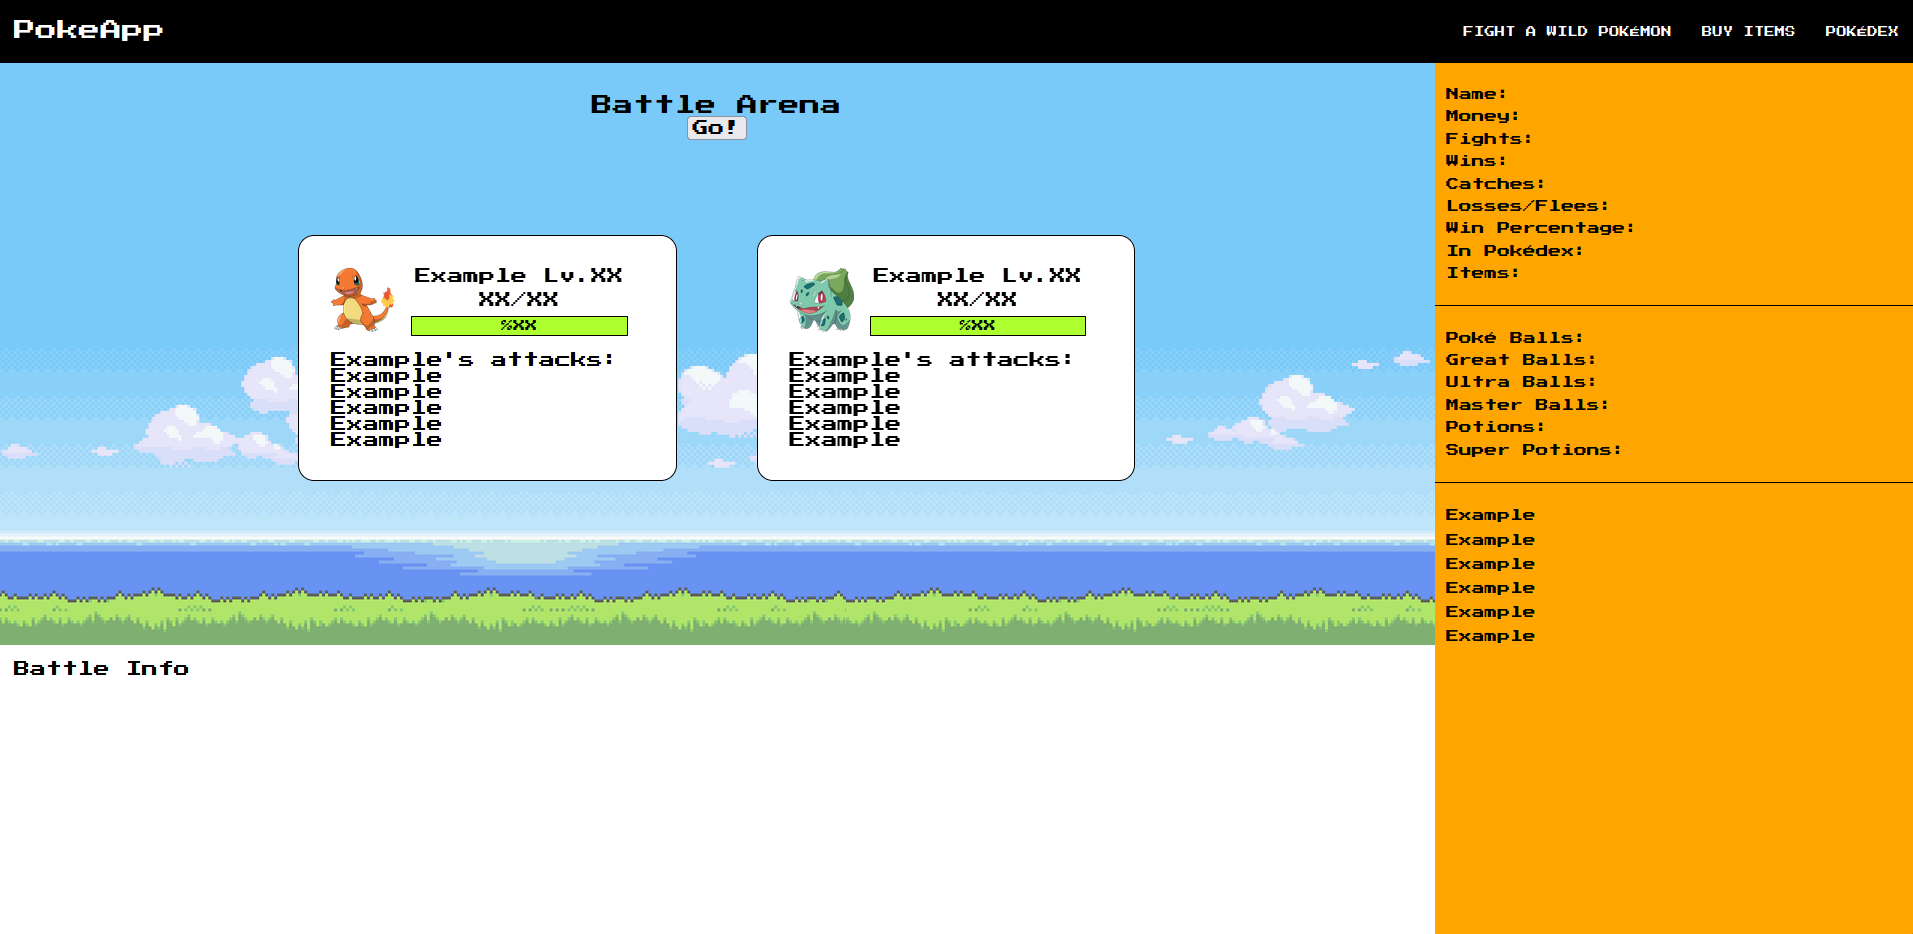 PokeApp
FIGHT A WILD POKéMON
BUY ITEMS
POKéDEX
Battle Arena
Go!
Example Lv.XX
XX/XX
%XX
Example's attacks:
Example
Example
Example
Example
Example
Example Lv.XX
XX/XX
%XX
Example's attacks:
Example
Example
Example
Example
Example
Battle Info
Name:
Money:
Fights:
Wins:
Catches:
Losses/Flees:
Win Percentage:
In Pokédex:
Items:
Poké Balls:
Great Balls:
Ultra Balls:
Master Balls:
Potions:
Super Potions:
Example
Example
Example
Example
Example
Example